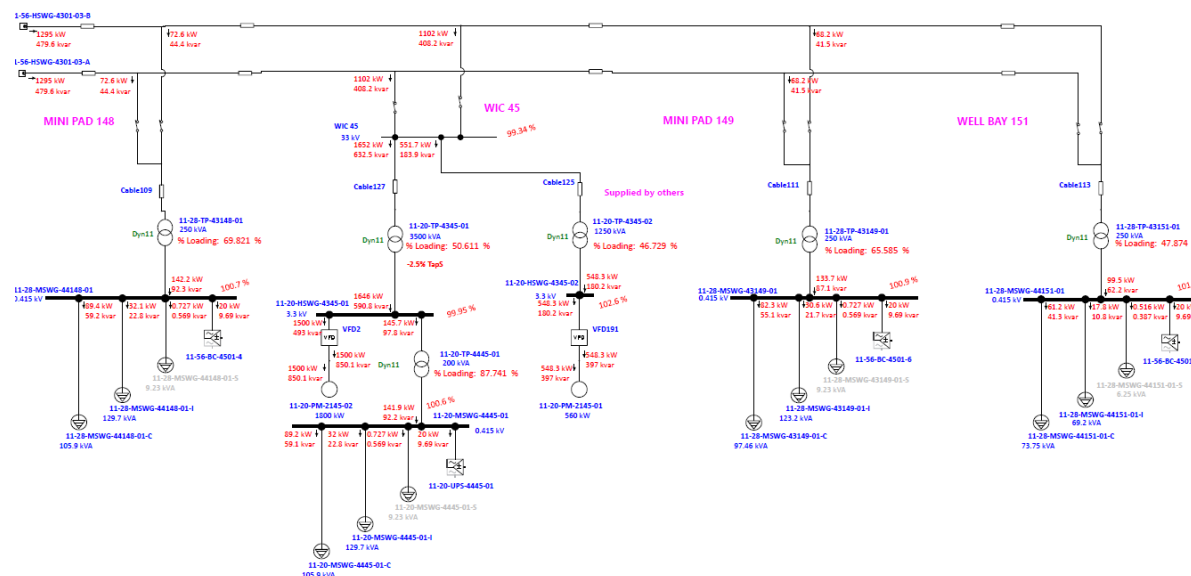 1-56-HSWG-4301-03-B
1295 kW
479.6 kvar
72.6 kW
44.4 kvar
1102 kW
408.2 kvar
68.2 kW
41.5 kvar
1-56-HSWG-4301-03-A
1295 kW
479.6 kvar
72.6 kW
44.4 kvar
1102 kW
408.2 kvar
68.2 kW
41.5 kvar
MINI PAD 148
WIC 45
MINI PAD 149
WELL BAY 151
WIC 45
33 kV
99.34 %
1652 kW
632.5 kvar
551.7 kW
183.9 kvar
Cable109
Cable127
Cable125
Supplied by others
Cable111
Cable113
11-28-TP-43148-01
250 kVA
% Loading: 69.821 %
Dyn11
11-20-TP-4345-01
3500 kVA
% Loading: 50.611 %
Dyn11
-2.5% TapS
11-20-TP-4345-02
1250 kVA
% Loading: 46.729 %
Dyn11
11-28-TP-43149-01
250 kVA
% Loading: 65.585 %
Dyn11
11-28-TP-43151-01
250 kVA
% Loading: 47.874
Dyn11
142.2 kW
92.3 kvar
100.7 %
11-28-MSWG-44148-01
0.415 kV
89.4 kW
59.2 kvar
32.1 kW
22.8 kvar
0.727 kW
0.569 kvar
20 kW
9.69 kvar
11-56-BC-4501-4
11-28-MSWG-44148-01-S
9.23 kVA
11-28-MSWG-44148-01-I
129.7 kVA
11-28-MSWG-44148-01-C
105.9 kVA
1646 kW
590.8 kvar
11-20-HSWG-4345-01
3.3 kV
99.95 %
1500 kW
493 kvar
145.7 kW
97.8 kvar
VFD2
VFD
1500 kW
850.1 kvar
1500 kW
850.1 kvar
11-20-PM-2145-02
1800 kW
Dyn11
11-20-TP-4445-01
200 kVA
% Loading: 87.741 %
141.9 kW
92.2 kvar
100.6 %
11-20-MSWG-4445-01
0.415 kV
89.2 kW
59.1 kvar
32 kW
22.8 kvar
0.727 kW
0.569 kvar
20 kW
9.69 kvar
11-20-UPS-4445-01
11-20-MSWG-4445-01-S
9.23 kVA
11-20-MSWG-4445-01-I
129.7 kVA
11-20-MSWG-4445-01-C
105.9 kVA
548.3 kW
180.2 kvar
11-20-HSWG-4345-02
3.3 kV
102.6 %
548.3 kW
180.2 kvar
VFD191
VFD
548.3 kW
397 kvar
548.3 kW
397 kvar
11-20-PM-2145-01
560 kW
133.7 kW
87.1 kvar
100.9 %
11-28-MSWG-43149-01
0.415 kV
82.3 kW
55.1 kvar
30.6 kW
21.7 kvar
0.727 kW
0.569 kvar
20 kW
9.69 kvar
11-56-BC-4501-6
11-28-MSWG-43149-01-S
9.23 kVA
11-28-MSWG-43149-01-I
123.2 kVA
11-28-MSWG-43149-01-C
97.46 kVA
99.5 kW
62.2 kvar
101.
11-28-MSWG-44151-01
0.415 kV
61.2 kW
41.3 kvar
17.8 kW
10.8 kvar
0.516 kW
0.387 kvar
20 kW
9.69
11-56-BC-4501
11-28-MSWG-44151-01-S
6.25 kVA
11-28-MSWG-44151-01-I
69.2 kVA
11-28-MSWG-44151-01-C
73.75 kVA